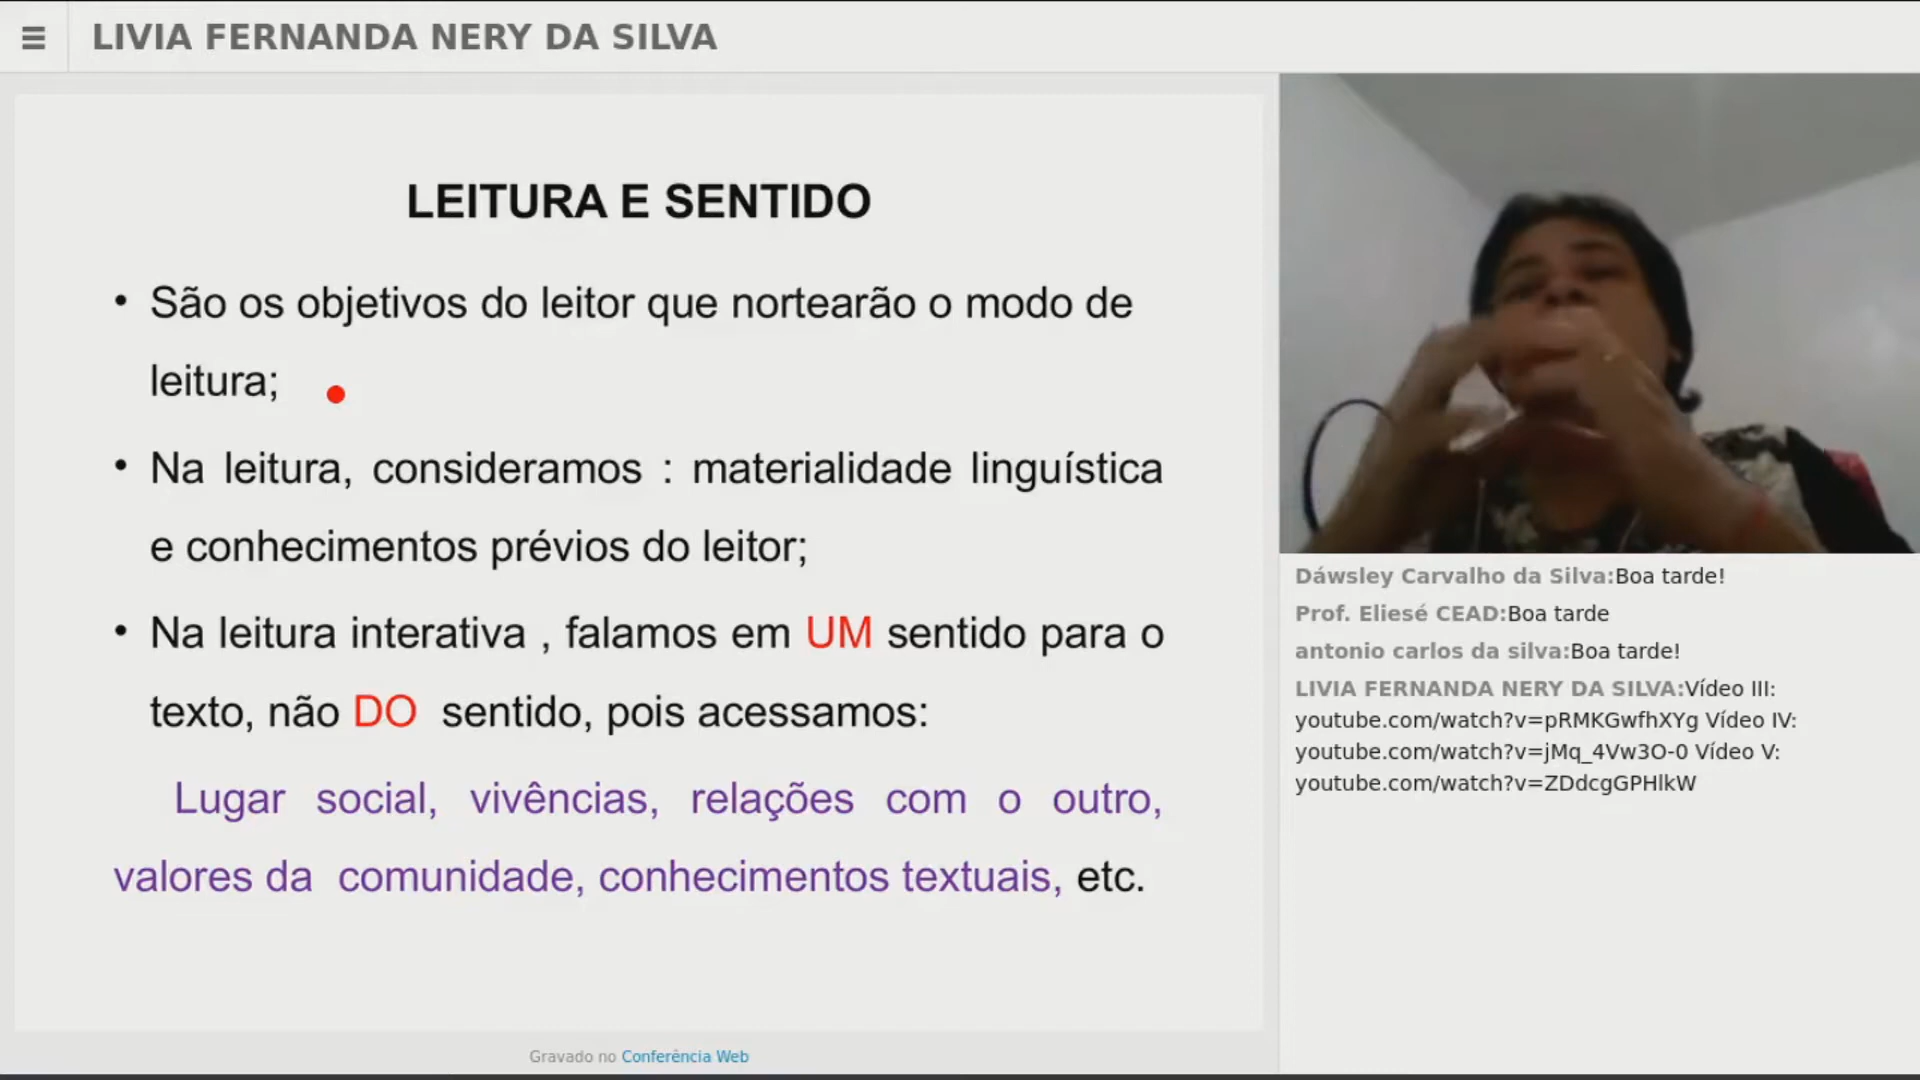 LIVIA FERNANDA NERY DA SILVA
LEITURA E SENTIDO
• São os objetivos do leitor que nortearão o modo de
leitura;
• Na leitura, consideramos : materialidade linguística
e conhecimentos prévios do leitor;
• Na leitura interativa , falamos em UM sentido para o
texto, não DO sentido, pois acessamos:
Lugar social, vivências, relações com o outro,
valores da comunidade, conhecimentos textuais, etc.
Gravado no Conferência Web
Dáwsley Carvalho da Silva:Boa tarde!
Prof. Eliesé CEAD:Boa tarde
antonio carlos da silva:Boa tarde!
LIVIA FERNANDA NERY DA SILVA:Vídeo III:
youtube.com/watch?v=pRMKGwfhXYg Vídeo IV:
youtube.com/watch?v=jMq_4Vw3O-0 Vídeo V:
youtube.com/watch?v=ZDdcgGPHlkW